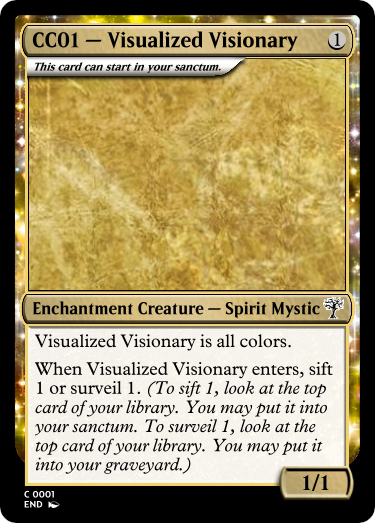 CC01 — Visualized Visionary 1
This card can start in your sanctum.
Enchantment Creature — Spirit Mystic
Visualized Visionary is all colors.
When Visualized Visionary enters, sift
1 or surveil 1. (To sift 1, look at the top
card of your library. You may put it into
your sanctum. To surveil 1, look at the
top card of your library. You may put it
into your graveyard.)
1/1
C 0001
END